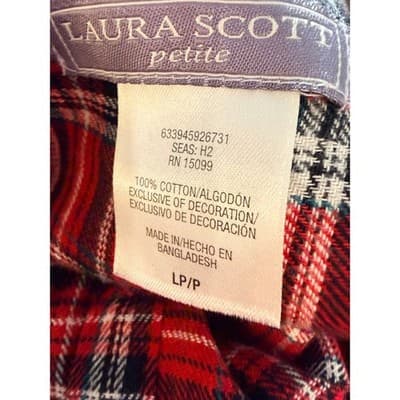 LAURA SCOTT
petite
633945926731
SEAS: H2
RN 15099
100% COTTON/ALGODÓN
EXCLUSIVE OF DECORATION/
EXCLUSIVO DE DECORACIÓN
MADE IN/HECHO EN
BANGLADESH
LP/P